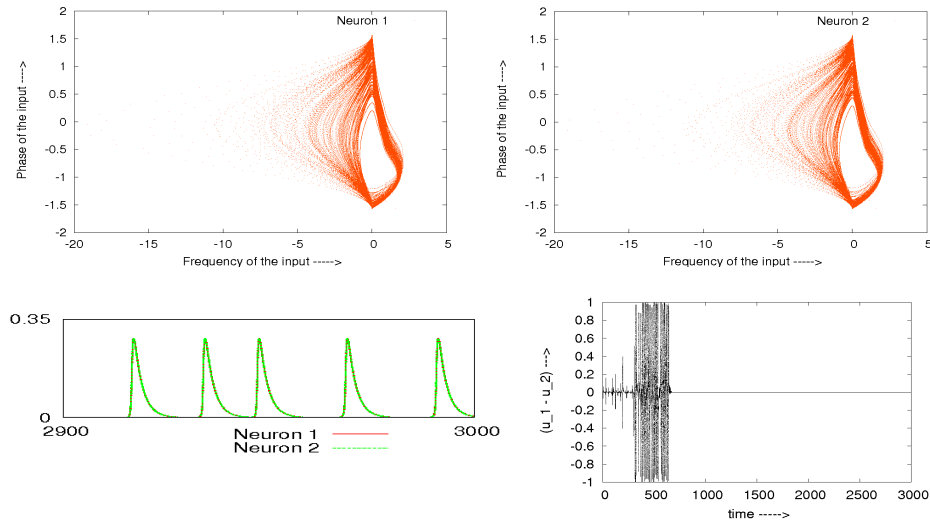 Neuron 1
2
1.5
1
0.5
0
-0.5
-1
-1.5
-2
Phase of the input ---->
-20 -15 -10 -5 0 5
Frequency of the input ----->
Neuron 2
2
1.5
1
0.5
0
-0.5
-1
-1.5
-2
Phase of the input ---->
-20 -15 -10 -5 0 5
Frequency of the input ----->
0.35
0
2900 3000
Neuron 1
Neuron 2
1
0.8
0.6
0.4
0.2
0
-0.2
-0.4
-0.6
-0.8
-1
(u_1 - u_2) --->
0 500 1000 1500 2000 2500 3000
time ----->